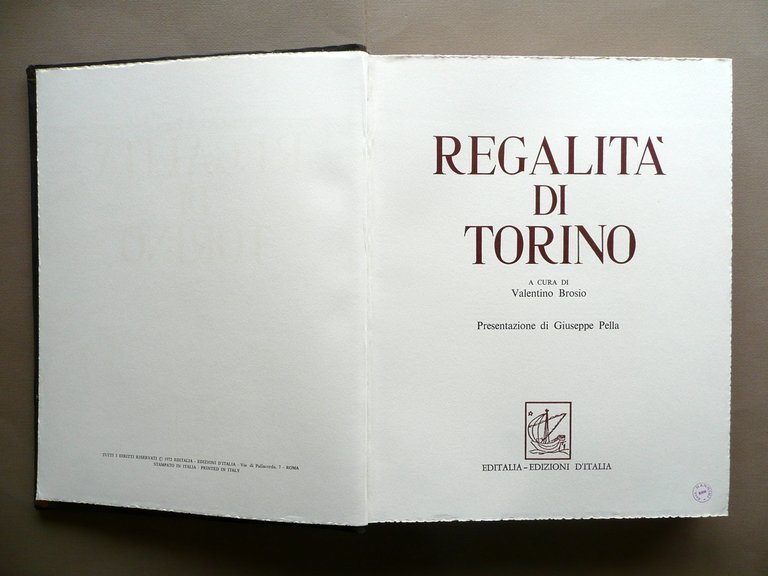 TUTTI I DIRITTI RISERVATI © 1972 EDITALIA - EDIZIONI D'ITALIA - Via di Pallacorda, 7 - ROMA
STAMPATO IN ITALIA - PRINTED IN ITALY
REGALITA'
DI
TORINO
A CURA DI
Valentino Brosio
Presentazione di Giuseppe Pella
EDITALIA - EDIZIONI D'ITALIA